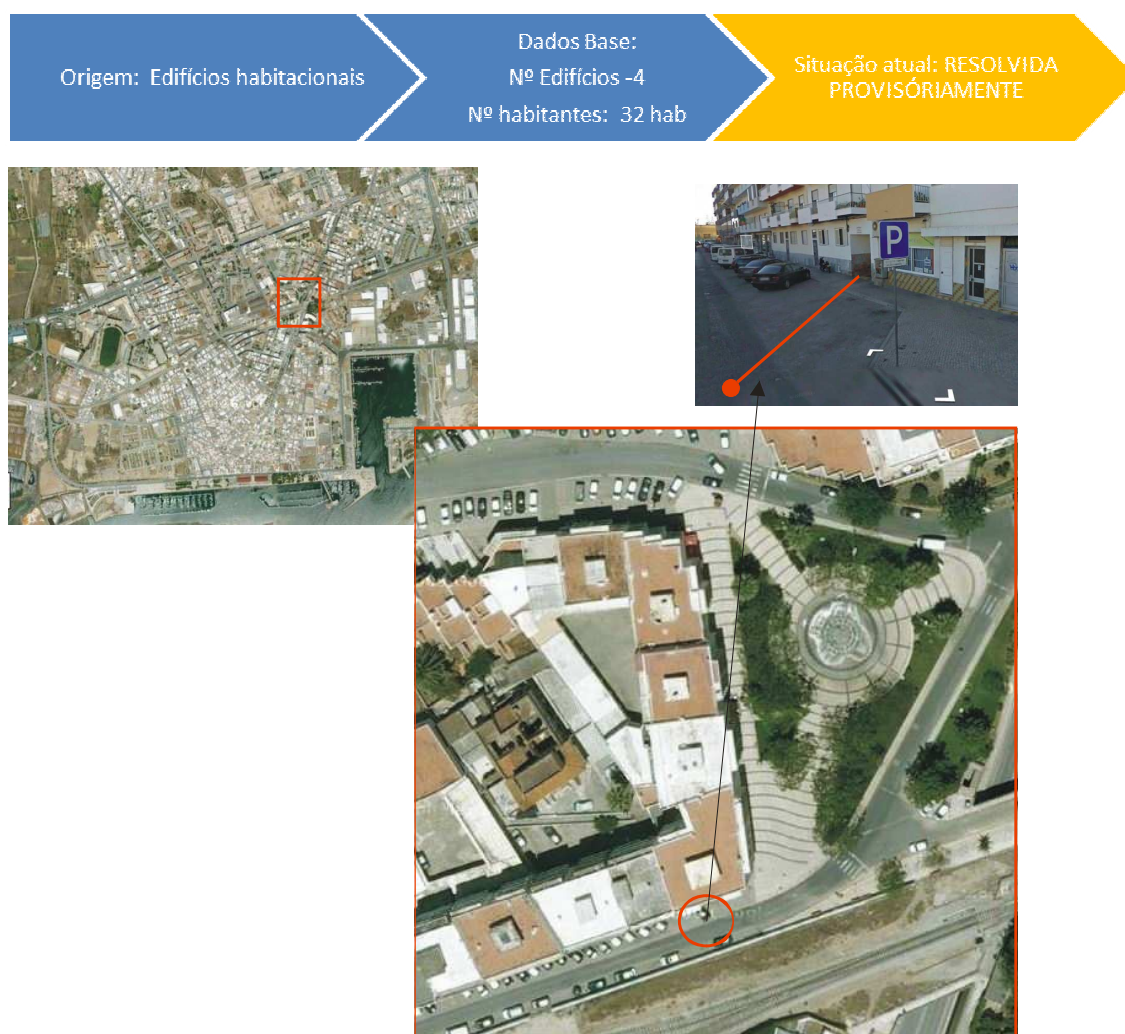 Origem: Edifícios habitacionais
Dados Base:
Nº Edifícios -4
Nº habitantes: 32 hab
Situação atual: RESOLVIDA
PROVISÓRIAMENTE
P